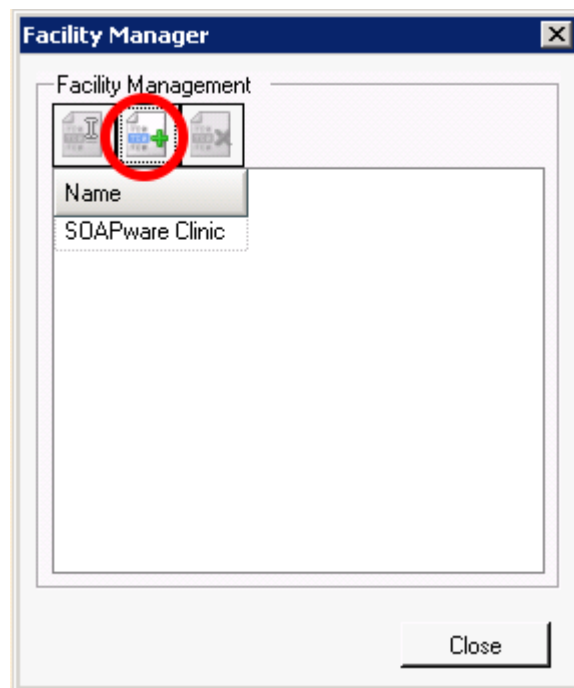 Facility Manager
Facility Management
Name
SOAPware Clinic
Close